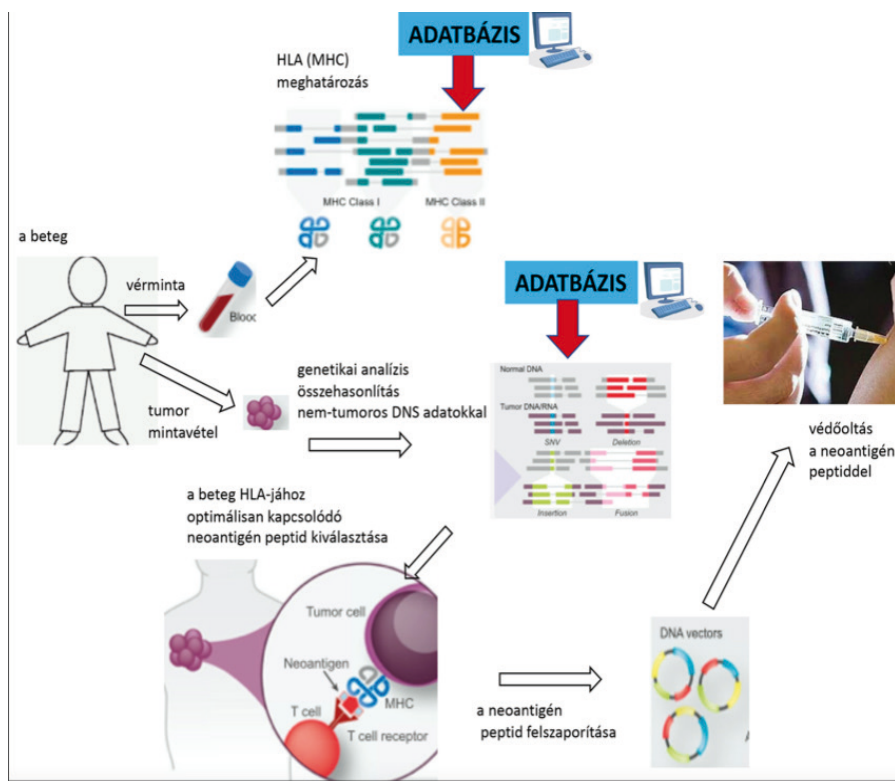 ADATBÁZIS
HLA (MHC)
meghatározás
MHC Class I
MHC Class II
a beteg
vérminta
Blood
ADATBÁZIS
tumor
mintavétel
genetikai analízis
összehasonlítás
nem-tumoros DNS adatokkal
Normal DNA
Tumor DNA/RNA
SNV
Deletion
Insertion
Fusion
védőoltás
a neoantigén
peptiddel
a beteg HLA-jához
optimálisan kapcsolódó
neoantigén peptid kiválasztása
Tumor cell
Neoantigen
MHC
T cell
T cell receptor
a neoantigén
peptid felszaporítása
DNA vectors